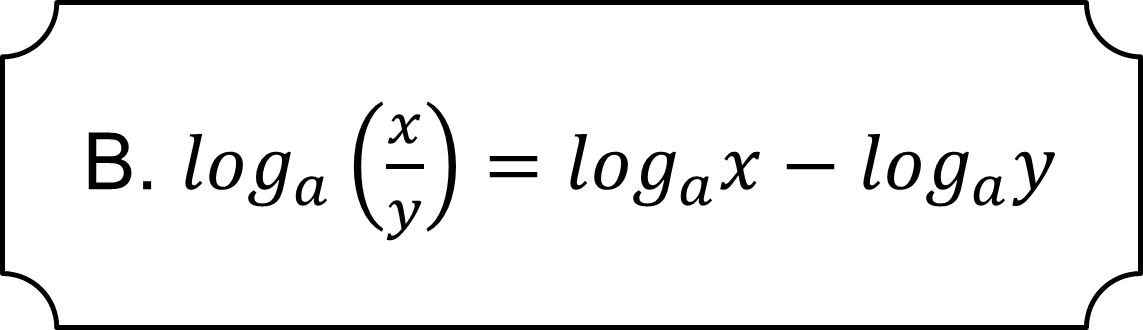 B. log_a (x/y) = log_a x − log_a y